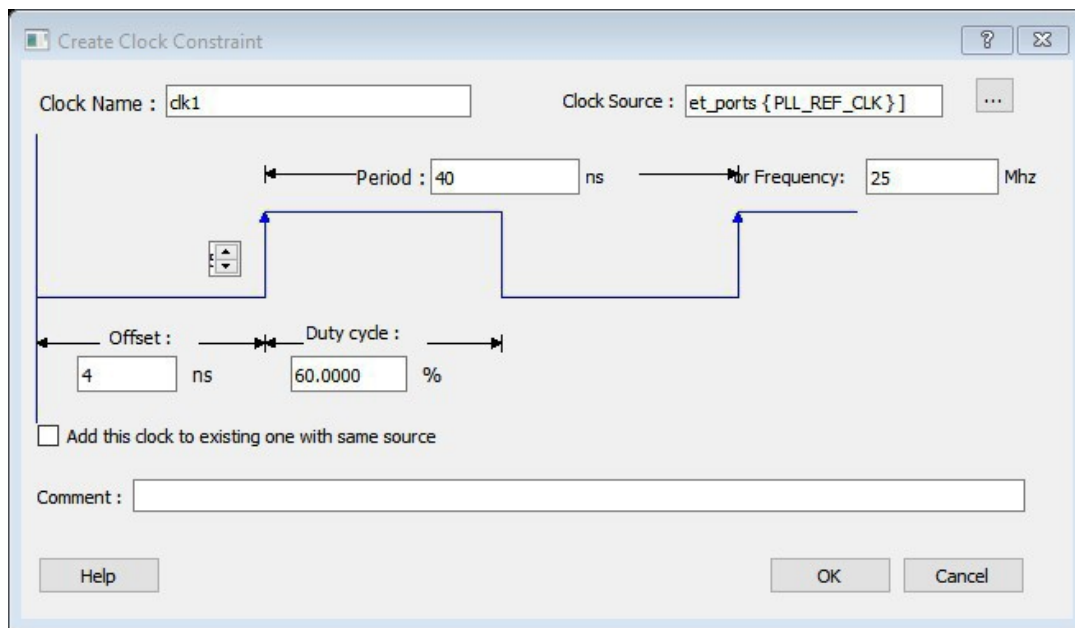 Create Clock Constraint
Clock Name : clk1 Clock Source : et_ports { PLL_REF_CLK } ] ...
Period : 40 ns or Frequency: 25 Mhz
Offset : Duty cycle :
4 ns 60.0000 %
Add this clock to existing one with same source
Comment :
Help OK Cancel